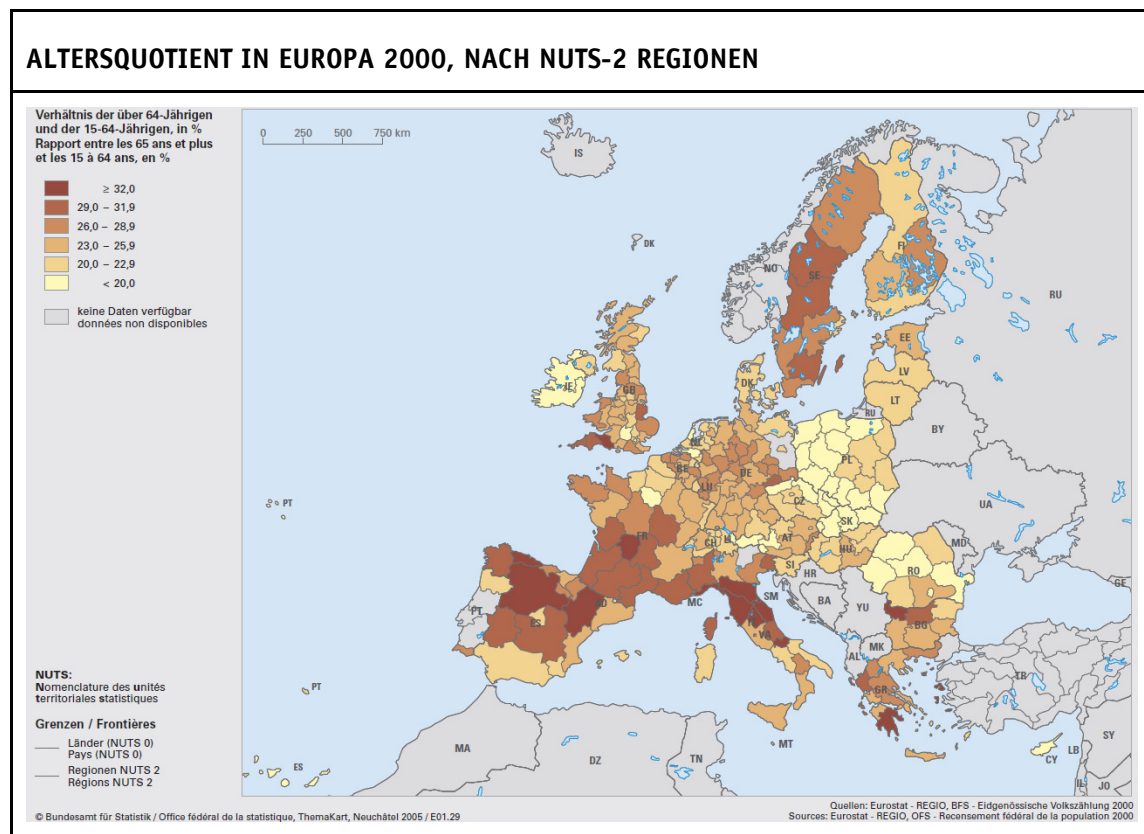 ALTERSQUOTIENT IN EUROPA 2000, NACH NUTS-2 REGIONEN
Verhältnis der über 64-Jährigen
und der 15-64-Jährigen, in %
Rapport entre les 65 ans et plus
et les 15 à 64 ans, en %
≥ 32,0
29,0 – 31,9
26,0 – 28,9
23,0 – 25,9
20,0 – 22,9
< 20,0
keine Daten verfügbar
données non disponibles
0 250 500 750 km
IS
DK
NO
SE
FI
RU
EE
LV
LT
RU
BY
IE
GB
DK
NL
BE
LU
DE
PL
CZ
SK
UA
MD
PT
FR
CH
LI
AT
HU
SI
HR
RO
BA
YU
BG
GE
PT
ES
AD
MC
SM
I
VA
AL
MK
GR
TR
PT
ES
MA
DZ
TN
MT
CY
LB
SY
IL
JO
NUTS:
Nomenclature des unités
territoriales statistiques
Grenzen / Frontières
Länder (NUTS 0)
Pays (NUTS 0)
Regionen NUTS 2
Régions NUTS 2
© Bundesamt für Statistik / Office fédéral de la statistique, ThemaKart, Neuchâtel 2005 / E01.29
Quellen: Eurostat - REGIO, BFS - Eidgenössische Volkszählung 2000
Sources: Eurostat - REGIO, OFS - Recensement fédéral de la population 2000